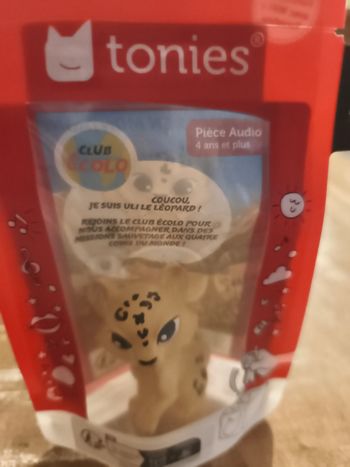 tonies®
Pièce Audio
4 ans et plus
CLUB
ÉCOLO
COUCOU,
JE SUIS ULI LE LÉOPARD !
REJOINS LE CLUB ÉCOLO POUR
NOUS ACCOMPAGNER DANS DES
MISSIONS SAUVETAGE AUX QUATRE
COINS DU MONDE !